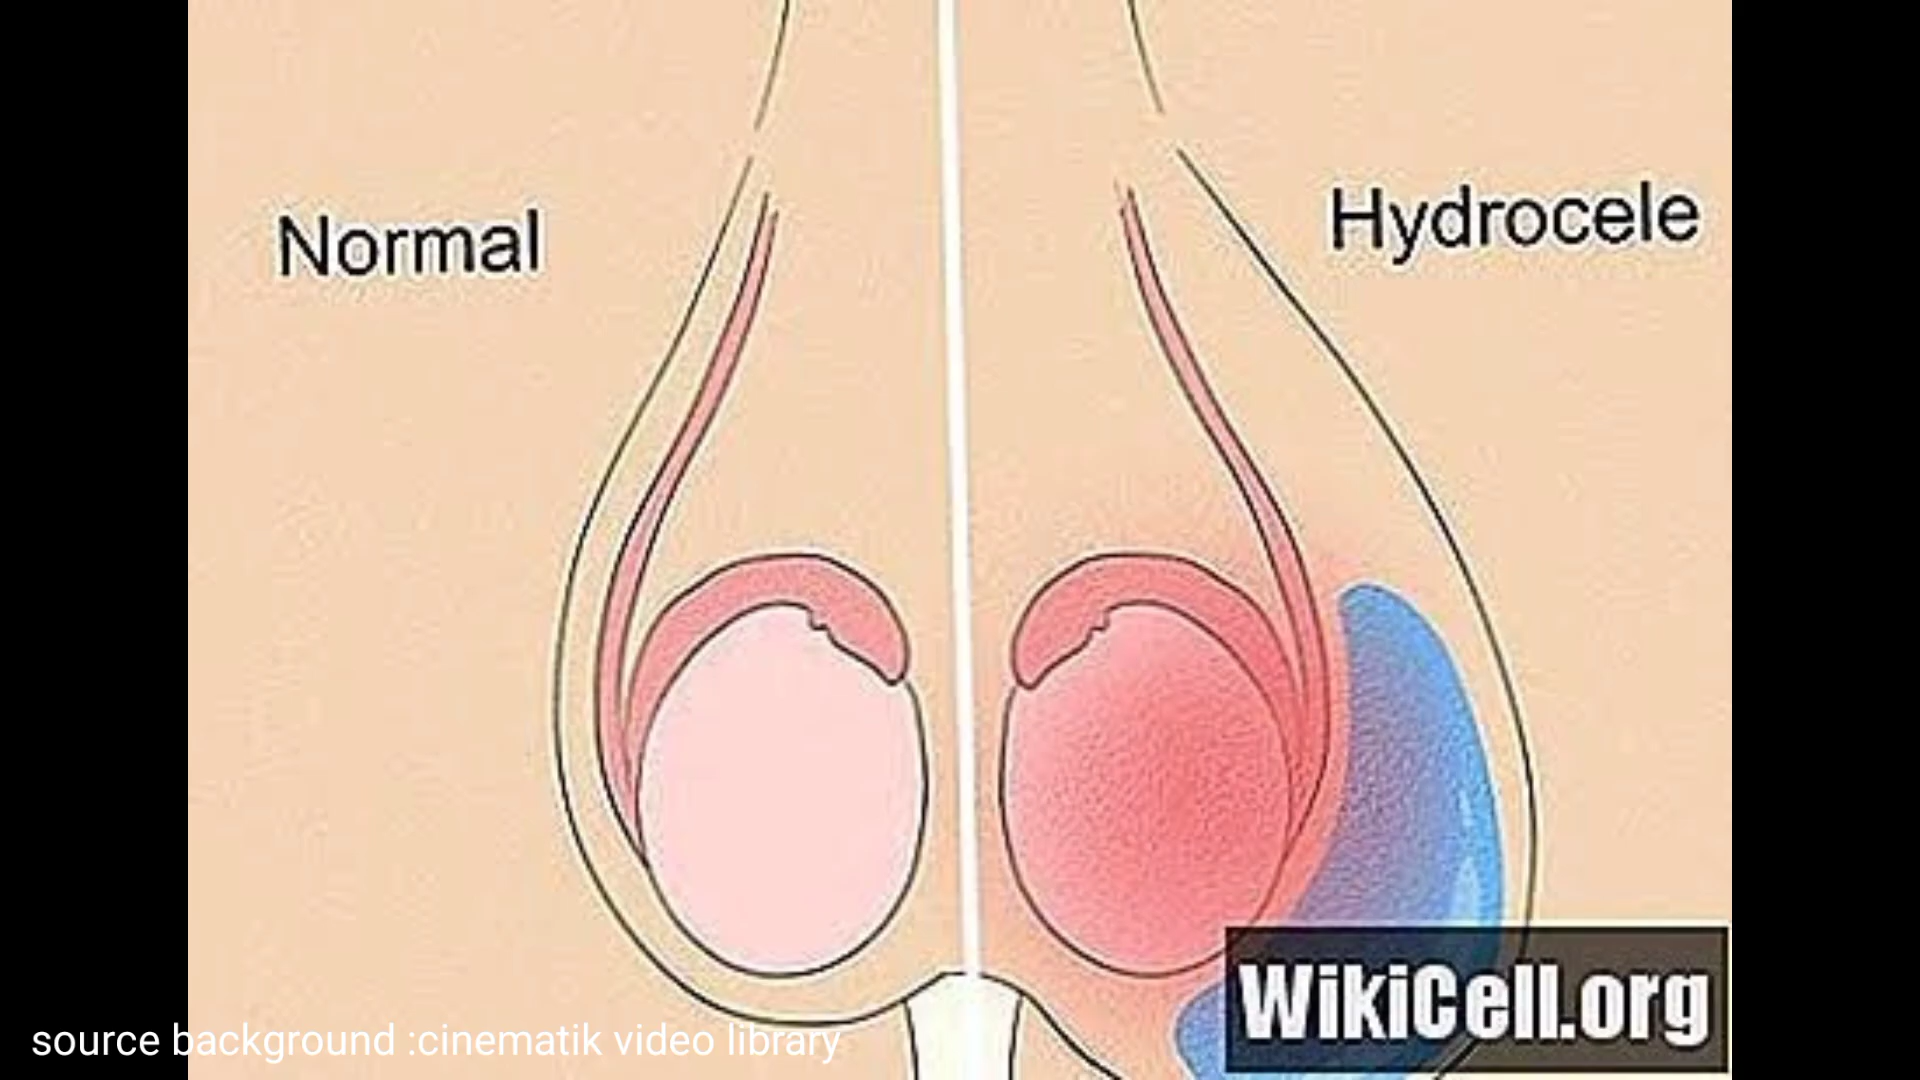 Normal
Hydrocele
WikiCell.org
source background :cinematik video library